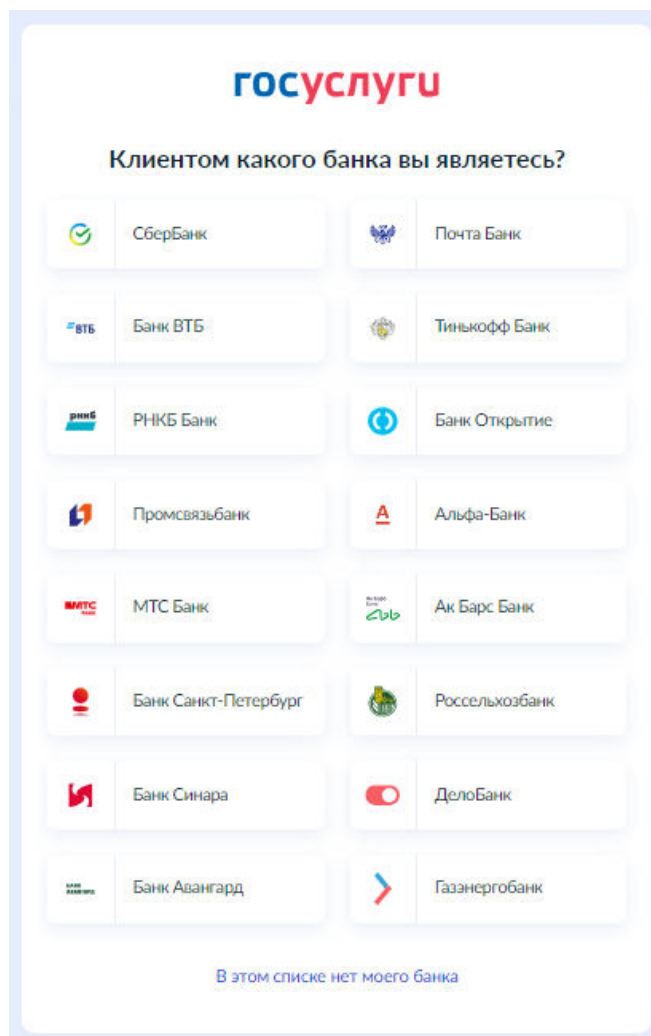 госуслуги
Клиентом какого банка вы являетесь?
СберБанк
Почта Банк
ВТБ
Банк ВТБ
Тинькофф Банк
рнкб
РНКБ Банк
Банк Открытие
Промсвязьбанк
А
Альфа-Банк
МТС
МТС Банк
Ак Барс Банк
Банк Санкт-Петербург
Россельхозбанк
Банк Синара
ДелоБанк
Банк Авангард
Газэнергобанк
В этом списке нет моего банка